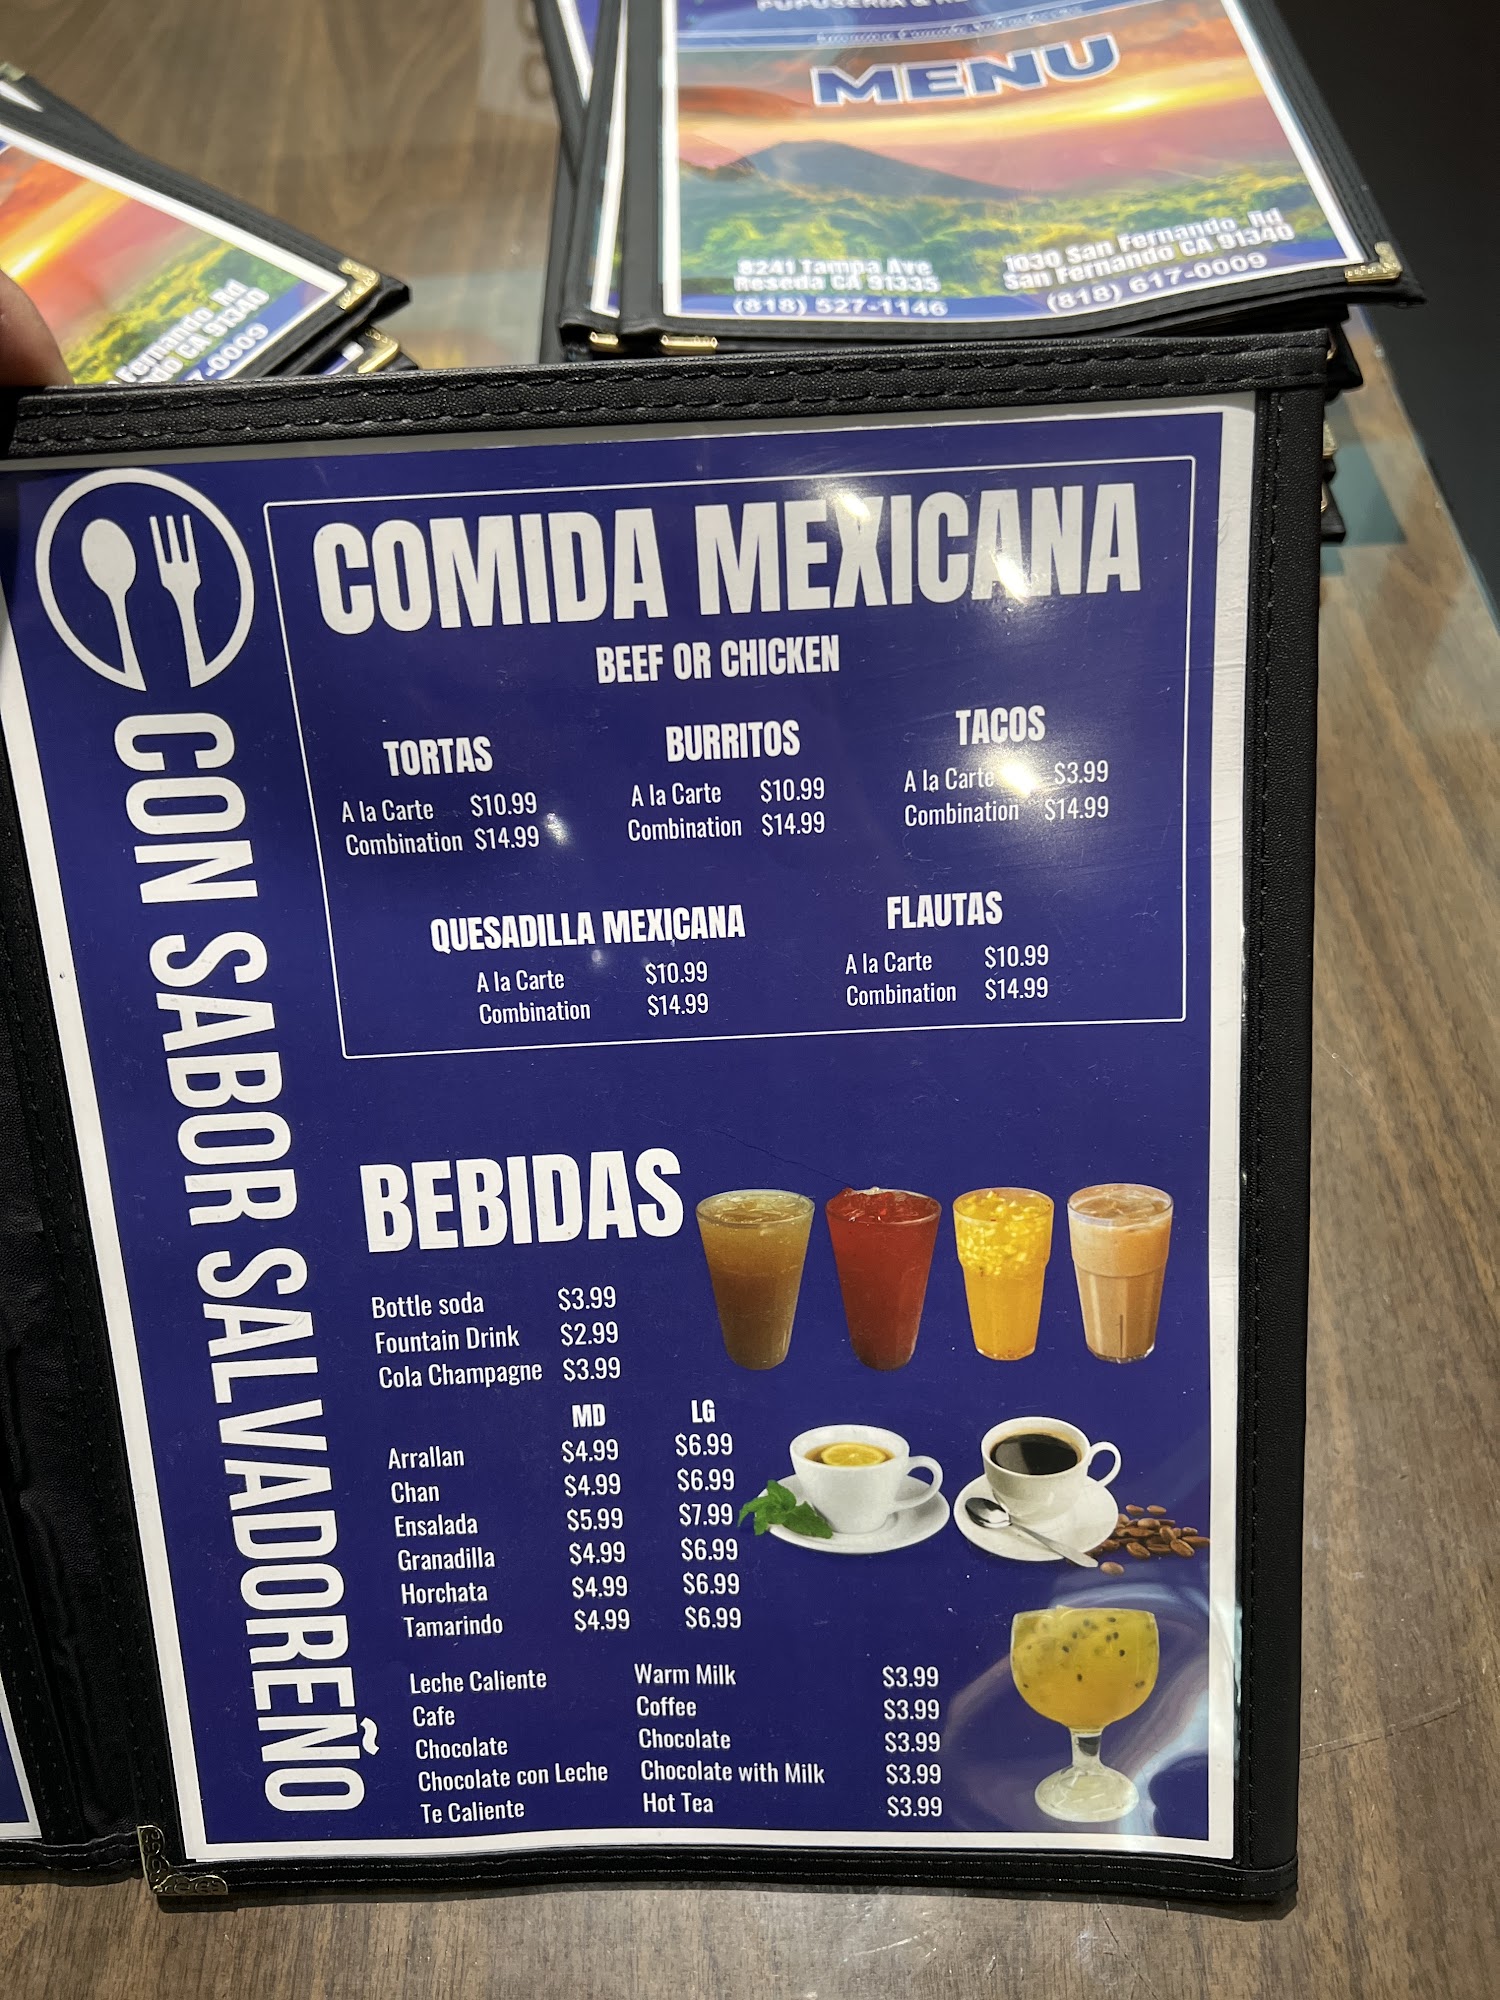 PUPUSERIA &
MENU
8241 Tampa Ave
Reseda CA 91335
(818) 527-1146
1030 San Fernando Rd
San Fernando CA 91340
(818) 617-0009
Fernando, Rd
CA 91340
7-0009
CON SABOR SALVADOREÑO
COMIDA MEXICANA
BEEF OR CHICKEN
TORTAS
A la Carte $10.99
Combination $14.99
BURRITOS
A la Carte $10.99
Combination $14.99
TACOS
A la Carte $3.99
Combination $14.99
QUESADILLA MEXICANA
A la Carte $10.99
Combination $14.99
FLAUTAS
A la Carte $10.99
Combination $14.99
BEBIDAS
Bottle soda $3.99
Fountain Drink $2.99
Cola Champagne $3.99
MD LG
Arrallan $4.99 $6.99
Chan $4.99 $6.99
Ensalada $5.99 $7.99
Granadilla $4.99 $6.99
Horchata $4.99 $6.99
Tamarindo $4.99 $6.99
Leche Caliente Warm Milk $3.99
Cafe Coffee $3.99
Chocolate Chocolate $3.99
Chocolate con Leche Chocolate with Milk $3.99
Te Caliente Hot Tea $3.99